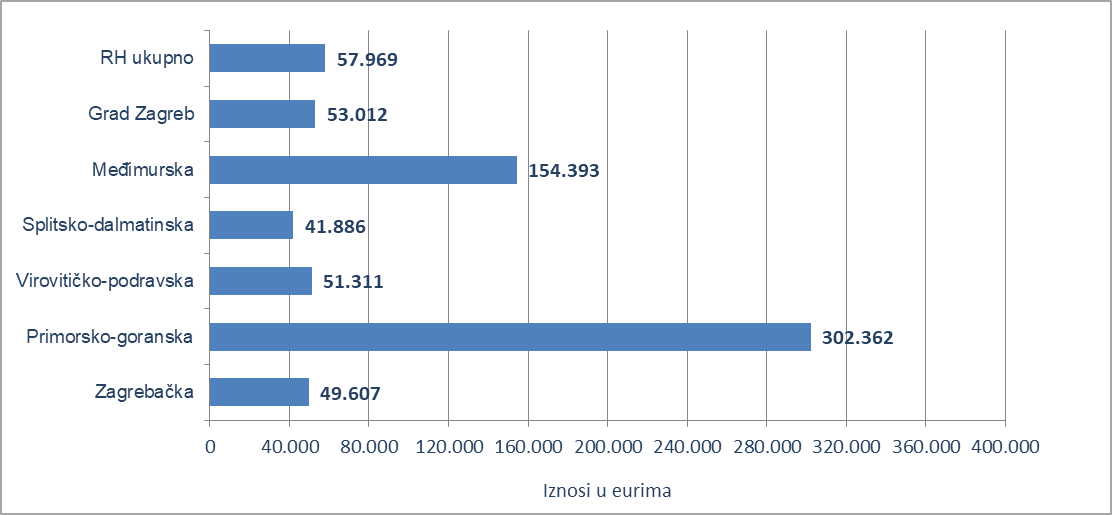 RH ukupno 57.969
Grad Zagreb 53.012
Međimurska 154.393
Splitsko-dalmatinska 41.886
Virovitičko-podravska 51.311
Primorsko-goranska 302.362
Zagrebačka 49.607
0 40.000 80.000 120.000 160.000 200.000 240.000 280.000 320.000 360.000 400.000
Iznosi u eurima